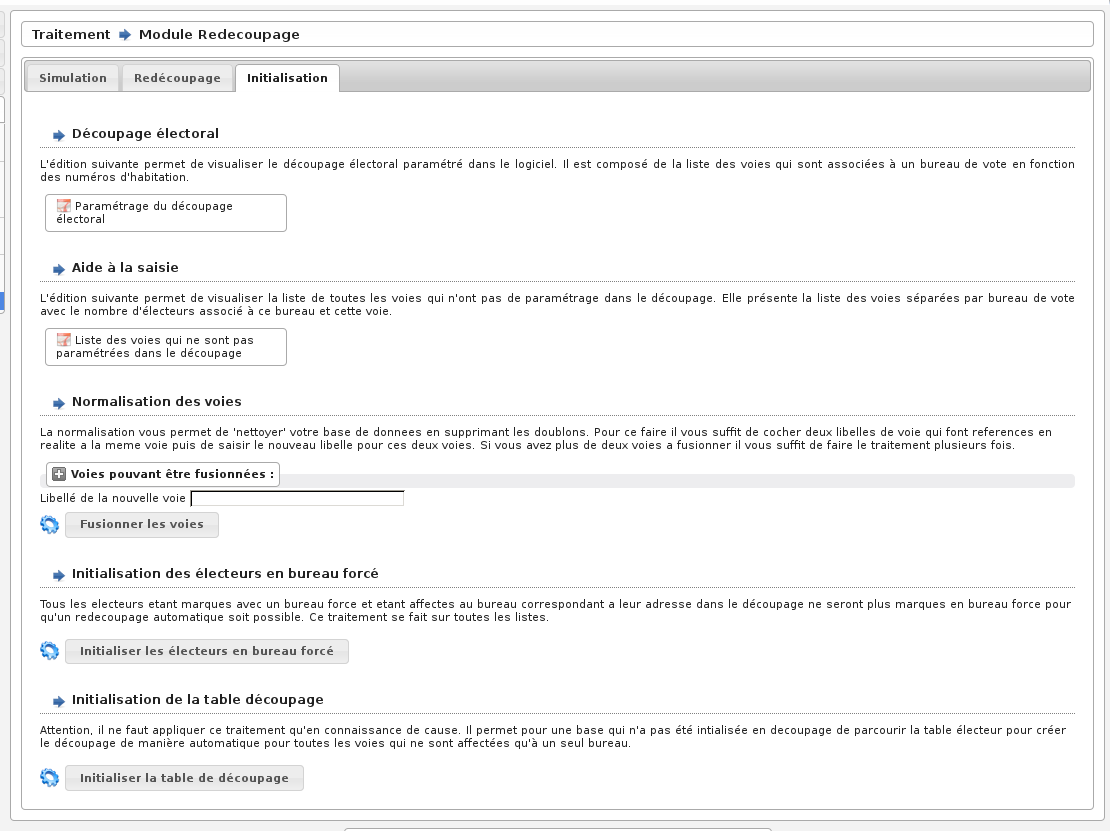 Traitement Module Redecoupage
Simulation Redécoupage Initialisation
Découpage électoral
L'édition suivante permet de visualiser le découpage électoral paramétré dans le logiciel. Il est composé de la liste des voies qui sont associées à un bureau de vote en fonction
des numéros d'habitation.
Paramétrage du découpage
électoral
Aide à la saisie
L'édition suivante permet de visualiser la liste de toutes les voies qui n'ont pas de paramétrage dans le découpage. Elle présente la liste des voies séparées par bureau de vote
avec le nombre d'électeurs associé à ce bureau et cette voie.
Liste des voies qui ne sont pas
paramétrées dans le découpage
Normalisation des voies
La normalisation vous permet de 'nettoyer' votre base de donnees en supprimant les doublons. Pour ce faire il vous suffit de cocher deux libelles de voie qui font references en
realite a la meme voie puis de saisir le nouveau libelle pour ces deux voies. Si vous avez plus de deux voies a fusionner il vous suffit de faire le traitement plusieurs fois.
Voies pouvant être fusionnées :
Libellé de la nouvelle voie
Fusionner les voies
Initialisation des électeurs en bureau forcé
Tous les electeurs etant marques avec un bureau force et etant affectes au bureau correspondant a leur adresse dans le découpage ne seront plus marques en bureau force pour
qu'un redecoupage automatique soit possible. Ce traitement se fait sur toutes les listes.
Initialiser les électeurs en bureau forcé
Initialisation de la table découpage
Attention, il ne faut appliquer ce traitement qu'en connaissance de cause. Il permet pour une base qui n'a pas été intialisée en decoupage de parcourir la table électeur pour créer
le découpage de manière automatique pour toutes les voies qui ne sont affectées qu'à un seul bureau.
Initialiser la table de découpage